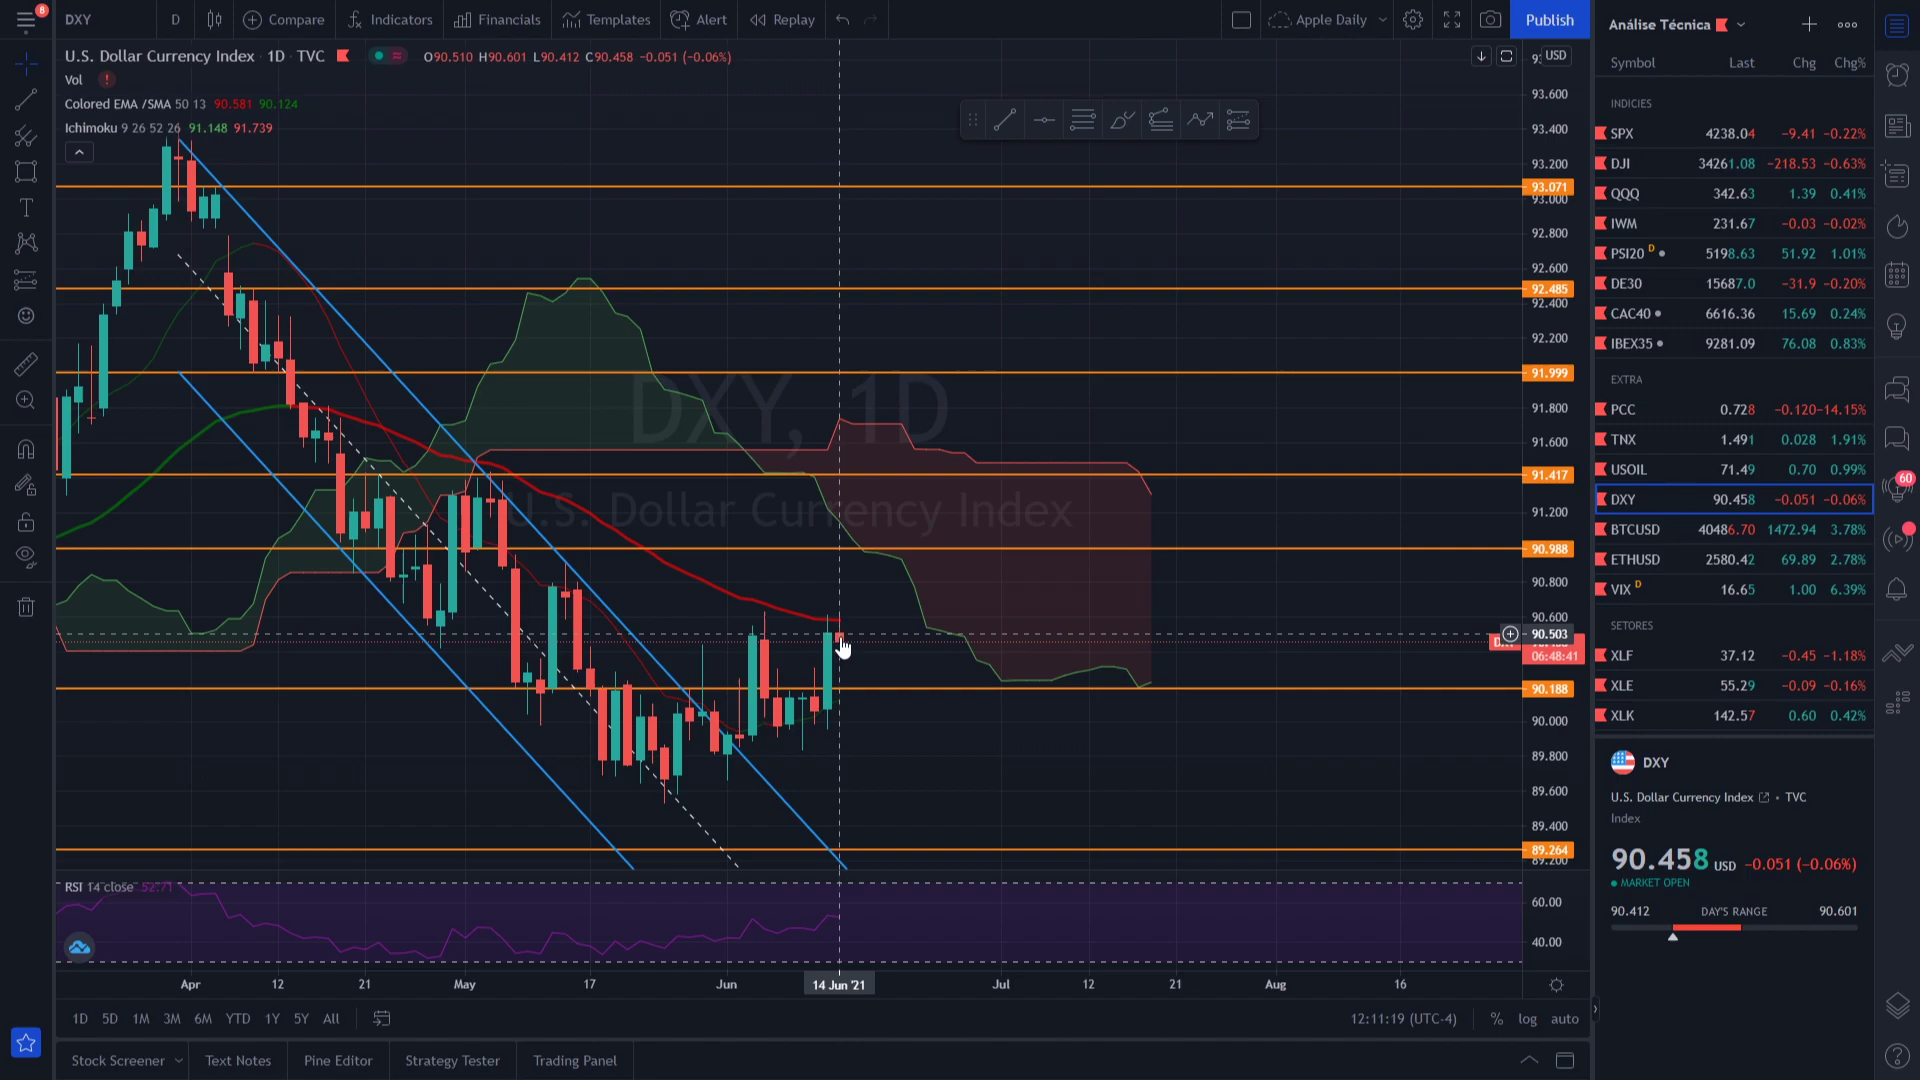 8
DXY
D
Compare
Indicators
Financials
Templates
Alert
Replay
Apple Daily
Publish
U.S. Dollar Currency Index · 1D · TVC
O90.510 H90.601 L90.412 C90.458 −0.051 (−0.06%)
Vol
Colored EMA /SMA 50 13 90.581 90.124
Ichimoku 9 26 52 26 91.148 91.739
DXY, 1D
U.S. Dollar Currency Index
USD
93.600
93.400
93.200
93.071
93.000
92.800
92.600
92.485
92.400
92.200
91.999
91.800
91.600
91.417
91.200
90.988
90.800
90.600
90.503
06:48:41
90.188
90.000
89.800
89.600
89.400
89.264
89.200
RSI 14 close 52.71
60.00
40.00
Apr
12
21
May
17
Jun
14 Jun '21
Jul
12
21
Aug
16
1D 5D 1M 3M 6M YTD 1Y 5Y All
12:11:19 (UTC-4)
% log auto
Stock Screener
Text Notes
Pine Editor
Strategy Tester
Trading Panel
Análise Técnica
Symbol Last Chg Chg%
INDICIES
SPX 4238.04 −9.41 −0.22%
DJI 34261.08 −218.53 −0.63%
QQQ 342.63 1.39 0.41%
IWM 231.67 −0.03 −0.02%
PSI20 D 5198.63 51.92 1.01%
DE30 15687.0 −31.9 −0.20%
CAC40 6616.36 15.69 0.24%
IBEX35 9281.09 76.08 0.83%
EXTRA
PCC 0.728 −0.120 −14.15%
TNX 1.491 0.028 1.91%
USOIL 71.49 0.70 0.99%
DXY 90.458 −0.051 −0.06%
BTCUSD 40486.70 1472.94 3.78%
ETHUSD 2580.42 69.89 2.78%
VIX D 16.65 1.00 6.39%
SETORES
XLF 37.12 −0.45 −1.18%
XLE 55.29 −0.09 −0.16%
XLK 142.57 0.60 0.42%
DXY
U.S. Dollar Currency Index • TVC
Index
90.458 USD −0.051 (−0.06%)
MARKET OPEN
90.412 DAY'S RANGE 90.601
60